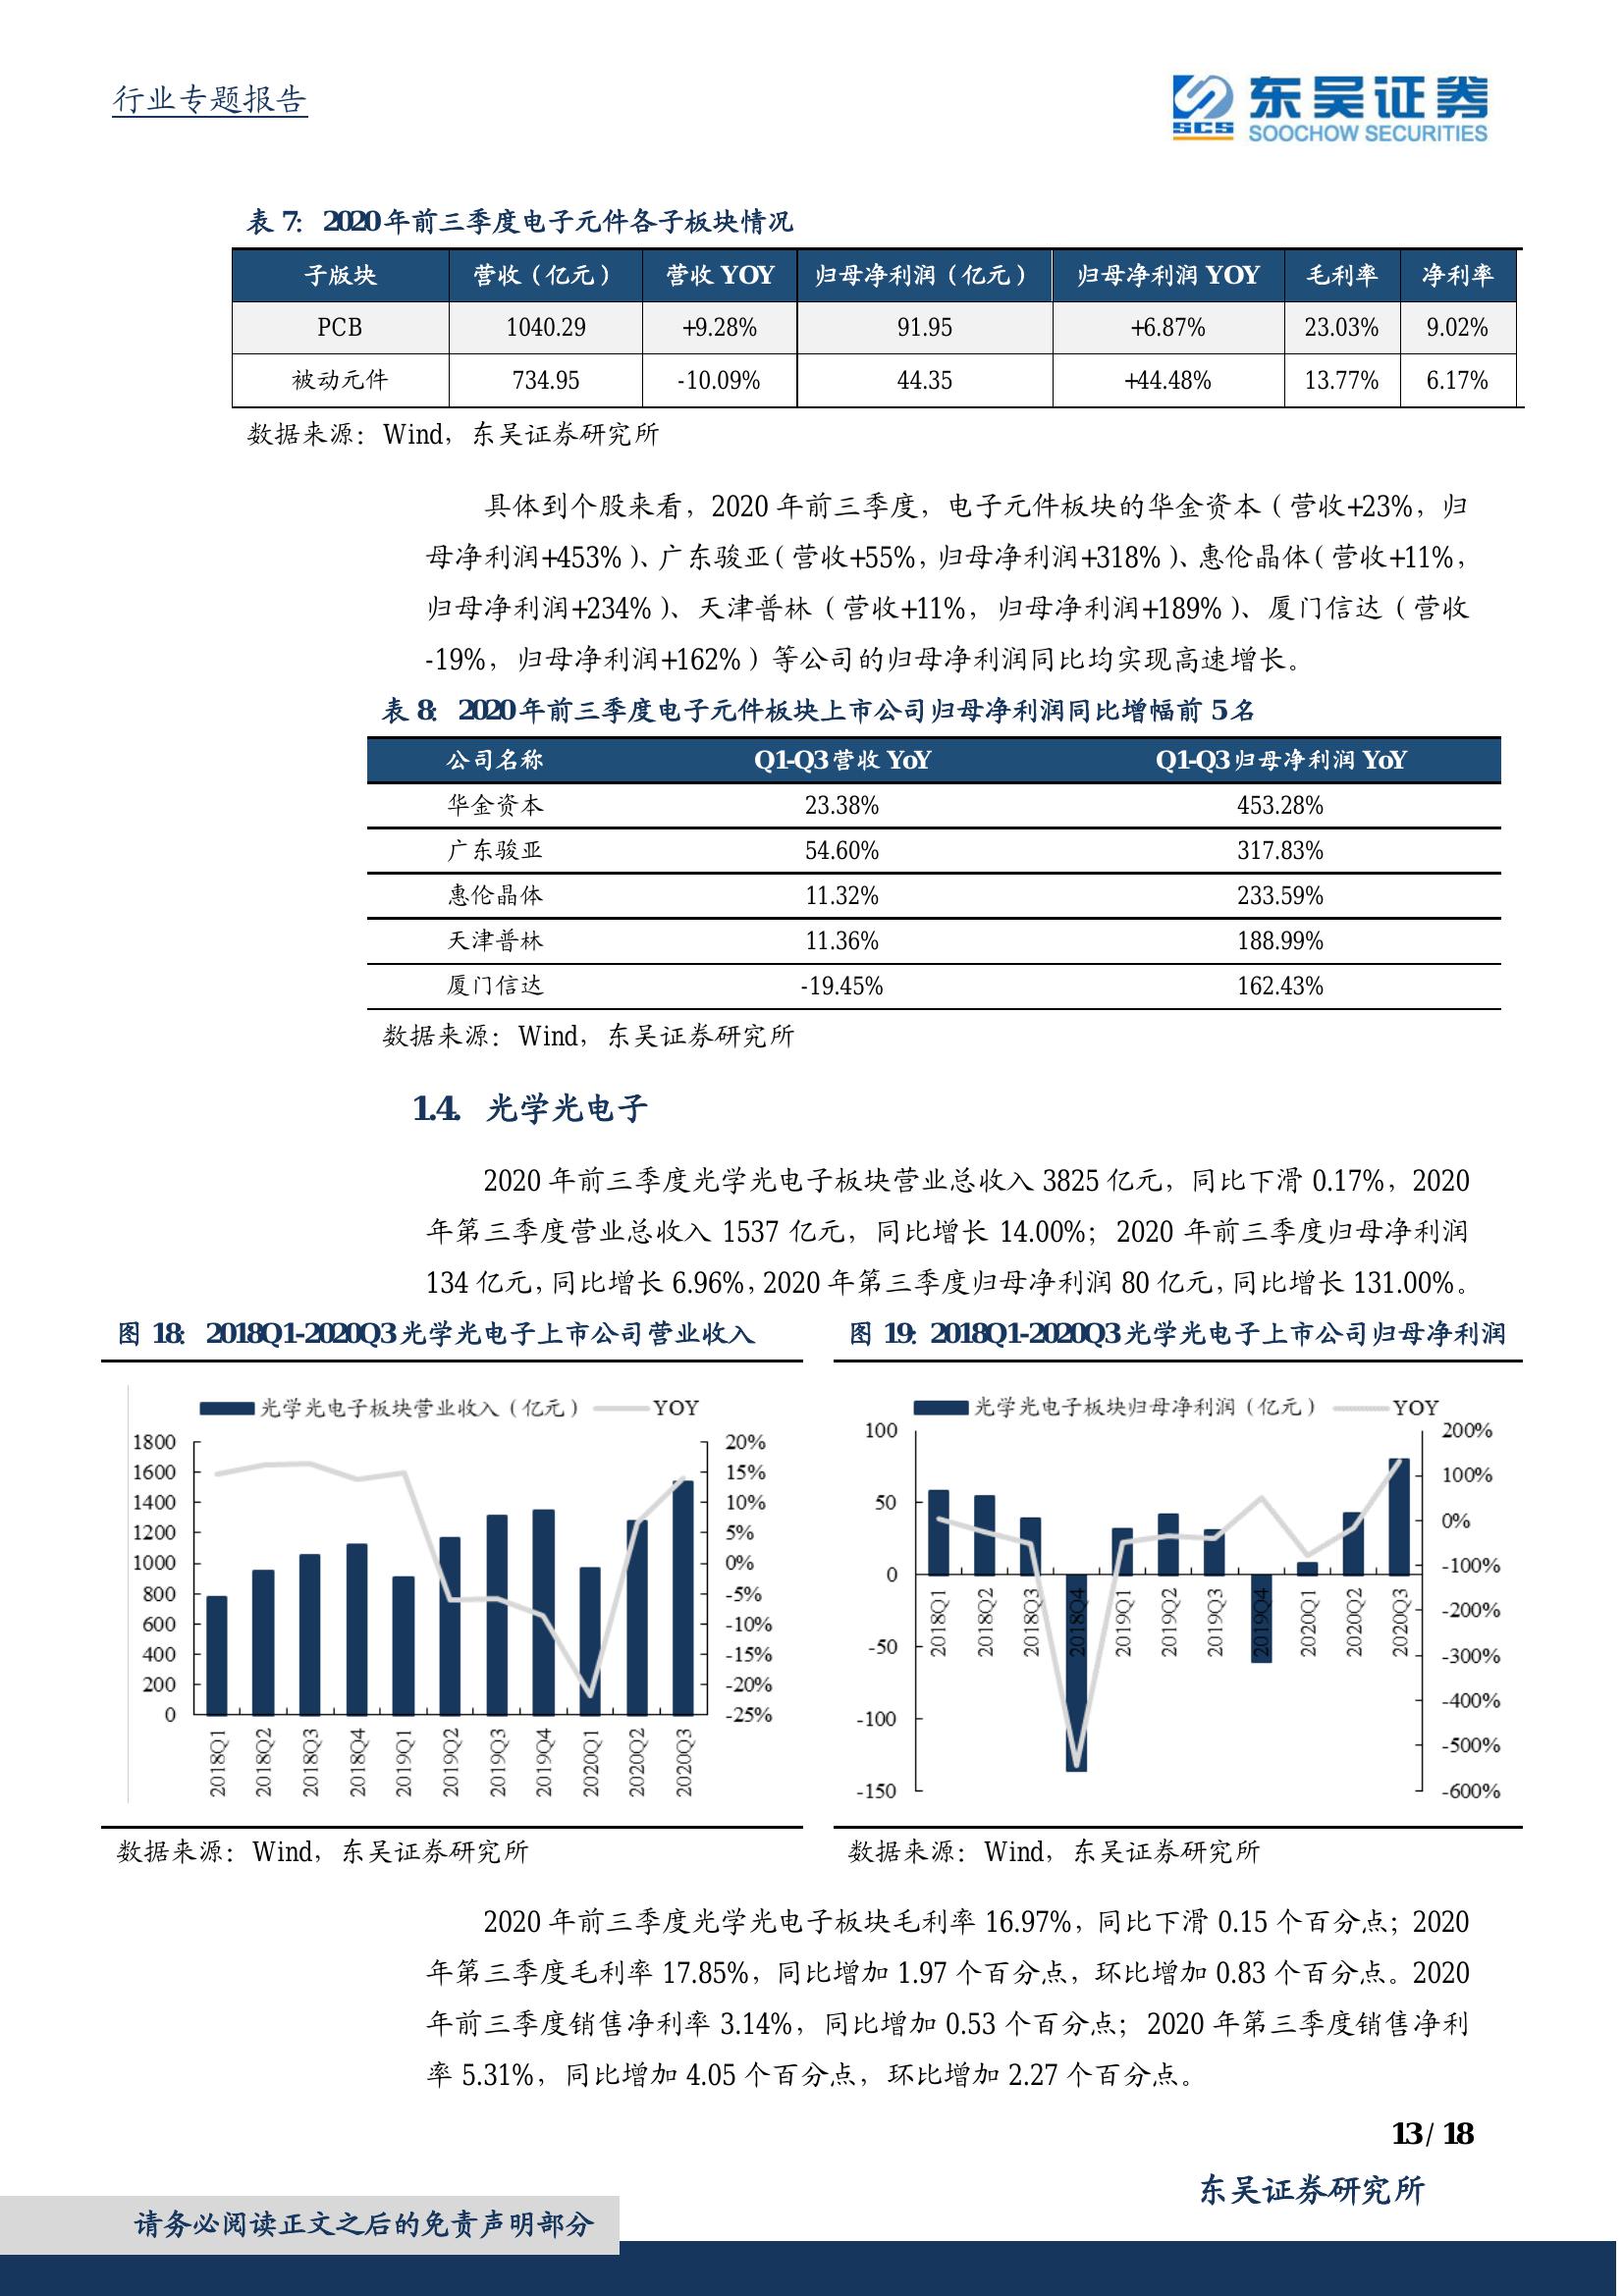 行业专题报告
东吴证券
SCS
SOOCHOW SECURITIES
表 7: 2020 年前三季度电子元件各子板块情况
子版块 营收（亿元） 营收 YOY 归母净利润（亿元） 归母净利润 YOY 毛利率 净利率
PCB 1040.29 +9.28% 91.95 +6.87% 23.03% 9.02%
被动元件 734.95 -10.09% 44.35 +44.48% 13.77% 6.17%
数据来源：Wind，东吴证券研究所
具体到个股来看，2020 年前三季度，电子元件板块的华金资本（营收+23%，归
母净利润+453%）、广东骏亚（营收+55%，归母净利润+318%）、惠伦晶体（营收+11%，
归母净利润+234%）、天津普林（营收+11%，归母净利润+189%）、厦门信达（营收
-19%，归母净利润+162%）等公司的归母净利润同比均实现高速增长。
表 8: 2020 年前三季度电子元件板块上市公司归母净利润同比增幅前 5 名
公司名称 Q1-Q3 营收 YoY Q1-Q3 归母净利润 YoY
华金资本 23.38% 453.28%
广东骏亚 54.60% 317.83%
惠伦晶体 11.32% 233.59%
天津普林 11.36% 188.99%
厦门信达 -19.45% 162.43%
数据来源：Wind，东吴证券研究所
1.4. 光学光电子
2020 年前三季度光学光电子板块营业总收入 3825 亿元，同比下滑 0.17%，2020
年第三季度营业总收入 1537 亿元，同比增长 14.00%；2020 年前三季度归母净利润
134 亿元，同比增长 6.96%，2020 年第三季度归母净利润 80 亿元，同比增长 131.00%。
图 18: 2018Q1-2020Q3 光学光电子上市公司营业收入
光学光电子板块营业收入（亿元） YOY
1800 20%
1600 15%
1400 10%
1200 5%
1000 0%
800 -5%
600 -10%
400 -15%
200 -20%
0 -25%
2018Q1 2018Q2 2018Q3 2018Q4 2019Q1 2019Q2 2019Q3 2019Q4 2020Q1 2020Q2 2020Q3
数据来源：Wind，东吴证券研究所
图 19: 2018Q1-2020Q3 光学光电子上市公司归母净利润
光学光电子板块归母净利润（亿元） YOY
100
50
0
-50
-100
-150
200%
100%
0%
-100%
-200%
-300%
-400%
-500%
-600%
2018Q1 2018Q2 2018Q3 2018Q4 2019Q1 2019Q2 2019Q3 2019Q4 2020Q1 2020Q2 2020Q3
数据来源：Wind，东吴证券研究所
2020 年前三季度光学光电子板块毛利率 16.97%，同比下滑 0.15 个百分点；2020
年第三季度毛利率 17.85%，同比增加 1.97 个百分点，环比增加 0.83 个百分点。2020
年前三季度销售净利率 3.14%，同比增加 0.53 个百分点；2020 年第三季度销售净利
率 5.31%，同比增加 4.05 个百分点，环比增加 2.27 个百分点。
13 / 18
东吴证券研究所
请务必阅读正文之后的免责声明部分